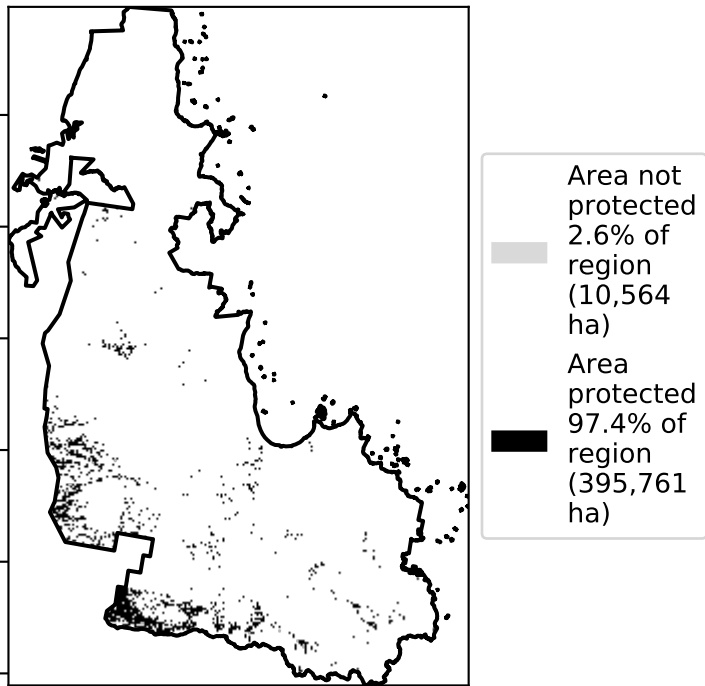 Area not
protected
2.6% of
region
(10,564
ha)
Area
protected
97.4% of
region
(395,761
ha)